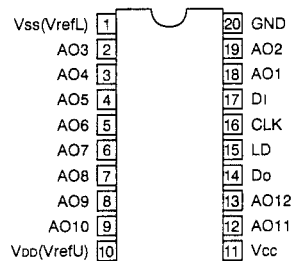 Vss(VrefL) 1 20 GND
AO3 2 19 AO2
AO4 3 18 AO1
AO5 4 17 DI
AO6 5 16 CLK
AO7 6 15 LD
AO8 7 14 Do
AO9 8 13 AO12
AO10 9 12 AO11
VDD(VrefU) 10 11 Vcc